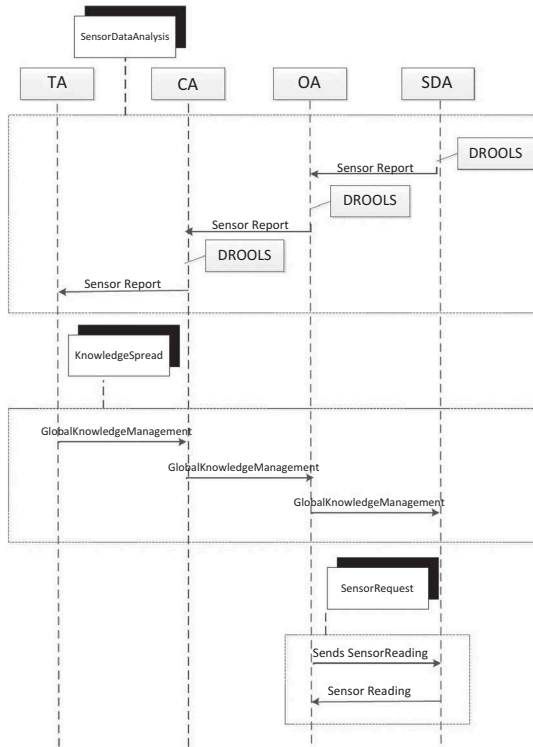 SensorDataAnalysis
TA
CA
OA
SDA
DROOLS
Sensor Report
DROOLS
Sensor Report
DROOLS
Sensor Report
KnowledgeSpread
GlobalKnowledgeManagement
GlobalKnowledgeManagement
GlobalKnowledgeManagement
SensorRequest
Sends SensorReading
Sensor Reading